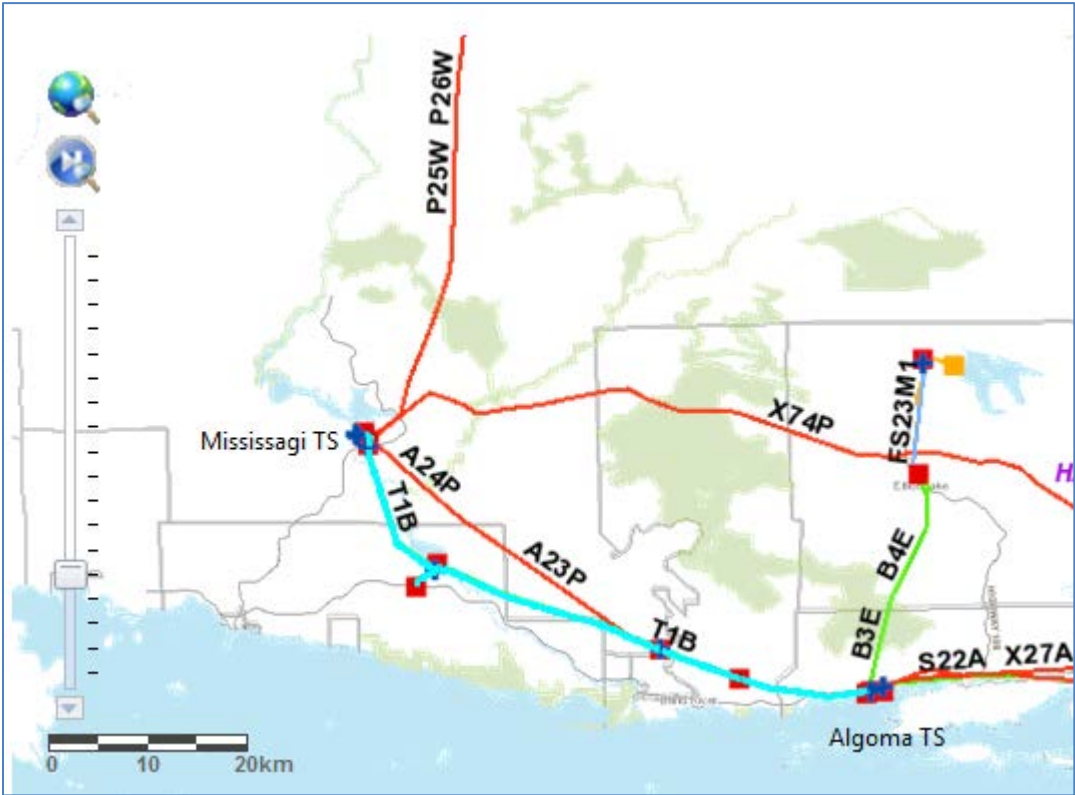 P25W P26W
FS23M1
X74P
Mississagi TS
A24P
T1B
A23P
B4E
T1B
B3E
S22A X27A
Algoma TS
0 10 20km